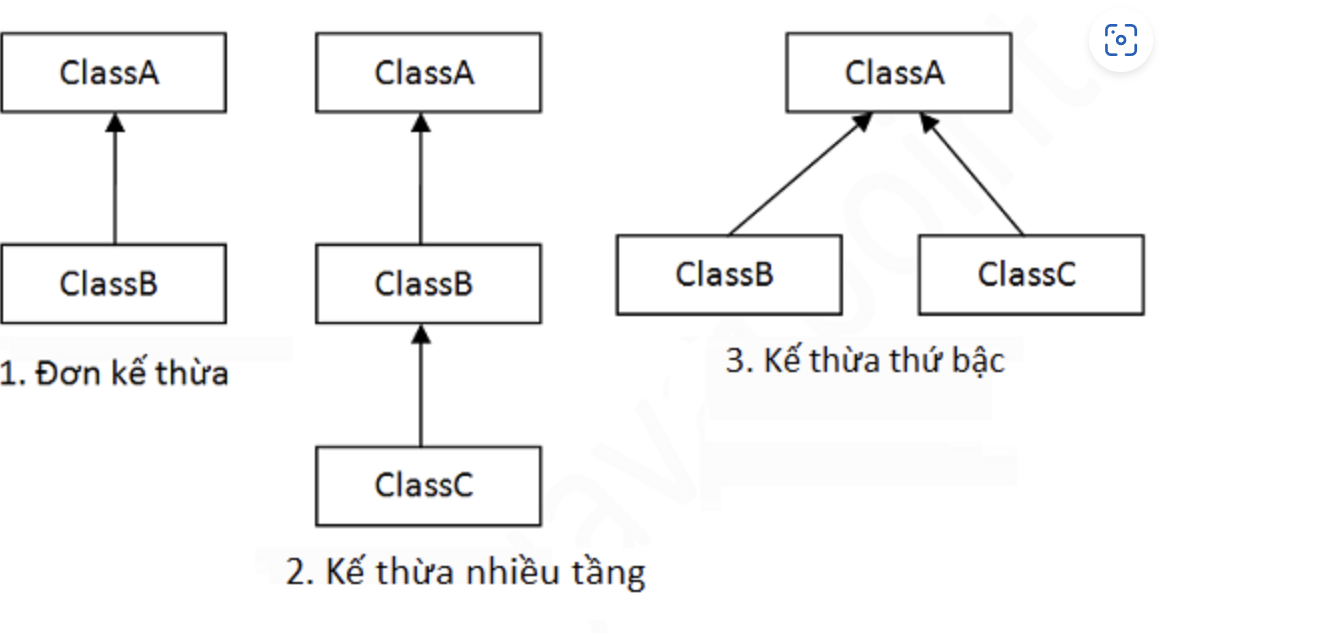 ClassA
ClassB
1. Đơn kế thừa
ClassA
ClassB
ClassC
2. Kế thừa nhiều tầng
ClassA
ClassB
ClassC
3. Kế thừa thứ bậc